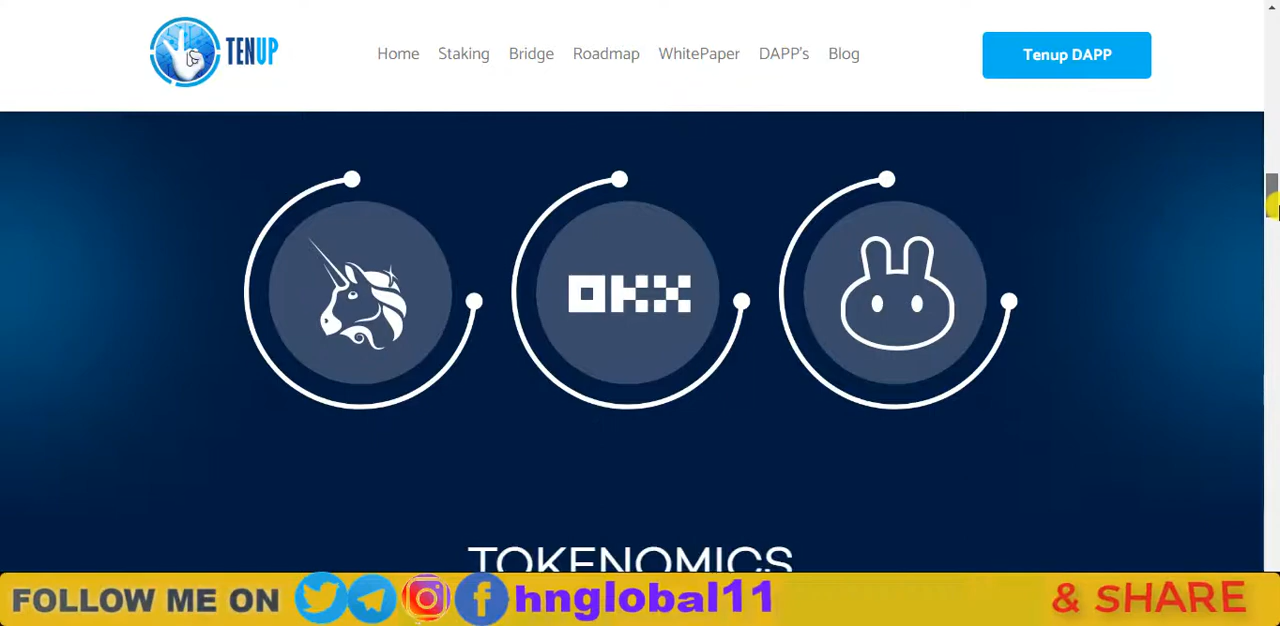 TENUP
Home Staking Bridge Roadmap WhitePaper DAPP's Blog
Tenup DAPP
OKX
TOKENOMICS
FOLLOW ME ON hnglobal11 & SHARE